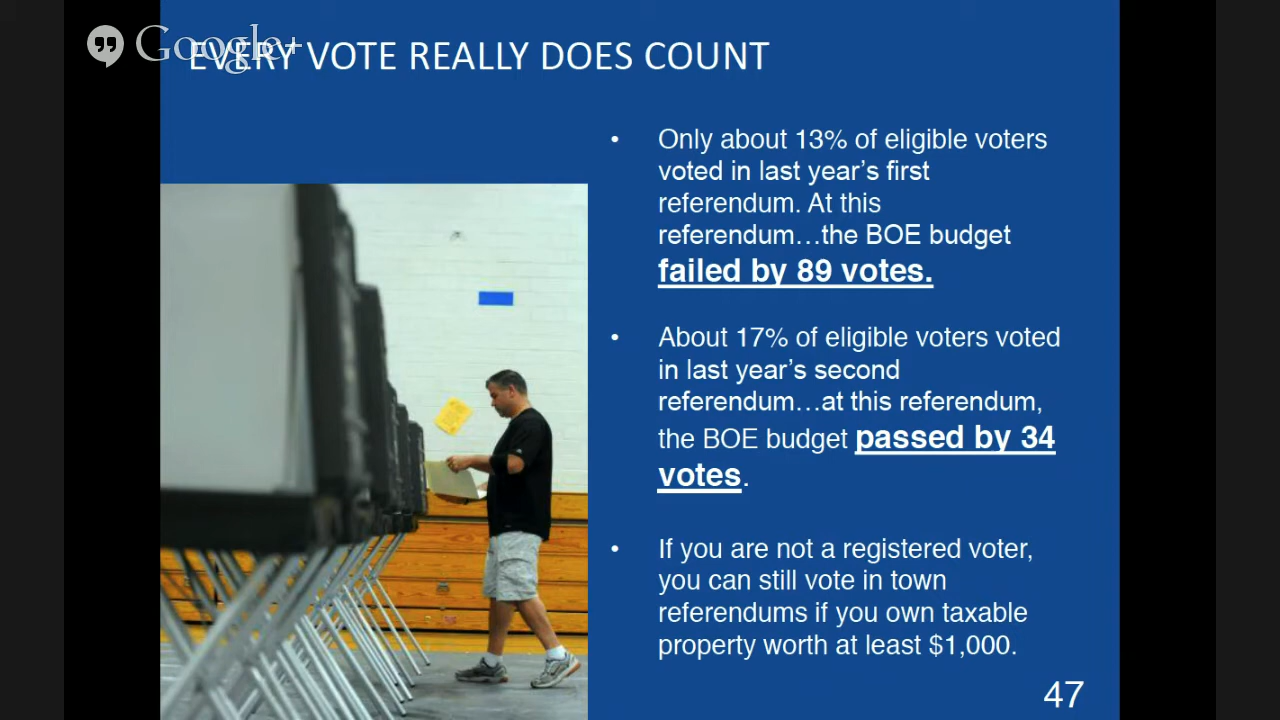 Google+
EVERY VOTE REALLY DOES COUNT
• Only about 13% of eligible voters
voted in last year’s first
referendum. At this
referendum…the BOE budget
failed by 89 votes.
• About 17% of eligible voters voted
in last year’s second
referendum…at this referendum,
the BOE budget passed by 34
votes.
• If you are not a registered voter,
you can still vote in town
referendums if you own taxable
property worth at least $1,000.
47